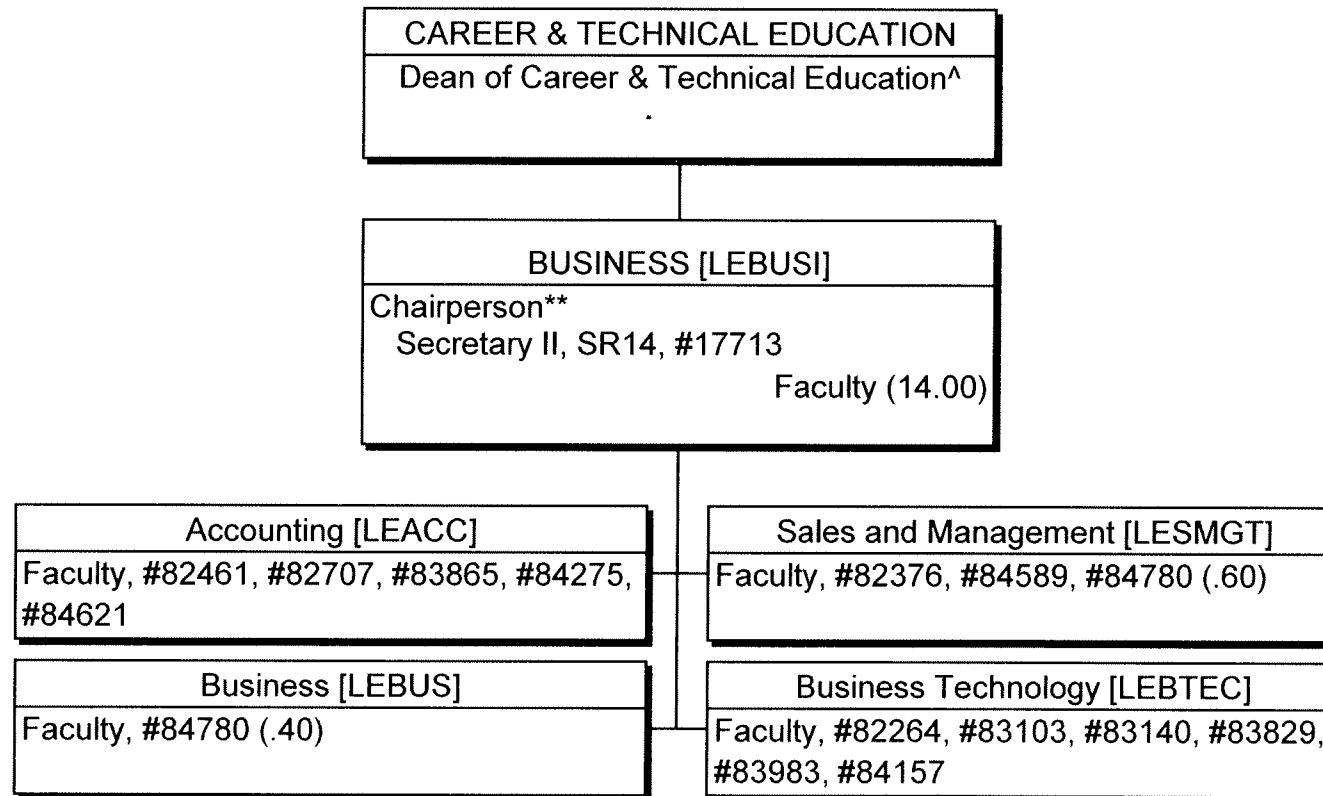 CAREER & TECHNICAL EDUCATION
Dean of Career & Technical Education^
BUSINESS [LEBUSI]
Chairperson**
Secretary II, SR14, #17713
Faculty (14.00)
Accounting [LEACC]
Faculty, #82461, #82707, #83865, #84275,
#84621
Sales and Management [LESMGT]
Faculty, #82376, #84589, #84780 (.60)
Business [LEBUS]
Faculty, #84780 (.40)
Business Technology [LEBTEC]
Faculty, #82264, #83103, #83140, #83829,
#83983, #84157